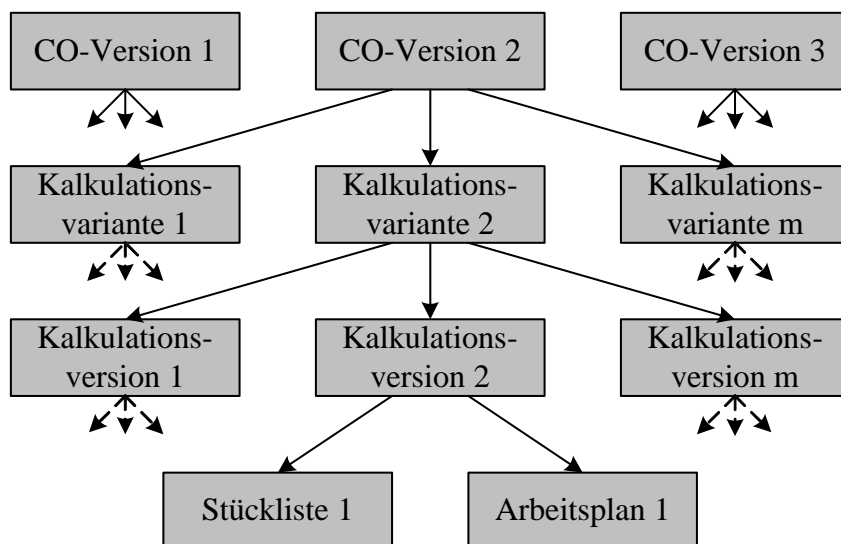 CO-Version 1
CO-Version 2
CO-Version 3
Kalkulations-
variante 1
Kalkulations-
variante 2
Kalkulations-
variante m
Kalkulations-
version 1
Kalkulations-
version 2
Kalkulations-
version m
Stückliste 1
Arbeitsplan 1